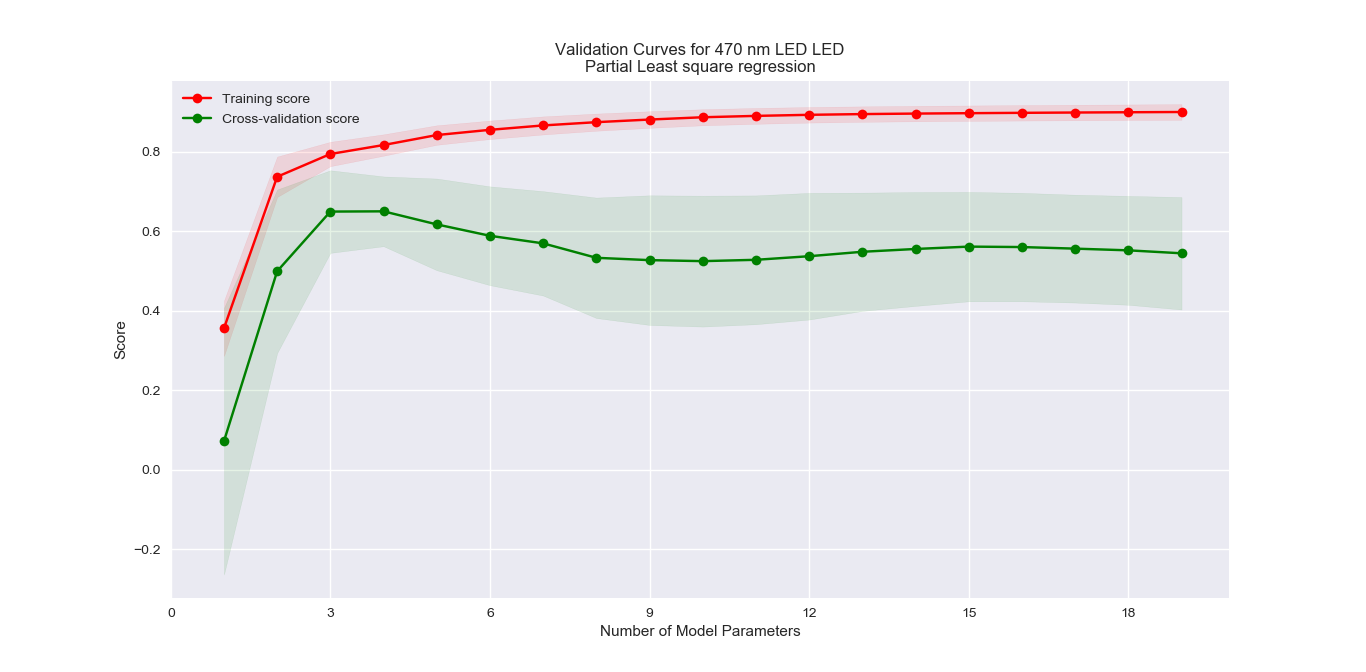 Validation Curves for 470 nm LED LED
Partial Least square regression
Training score
Cross-validation score
0.8
0.6
0.4
0.2
0.0
−0.2
Score
0 3 6 9 12 15 18
Number of Model Parameters